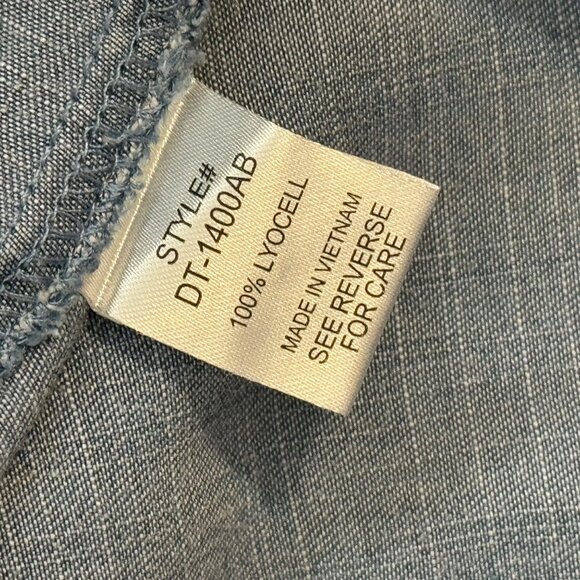 STYLE#
DT-1400AB
100% LYOCELL
MADE IN VIETNAM
SEE REVERSE
FOR CARE